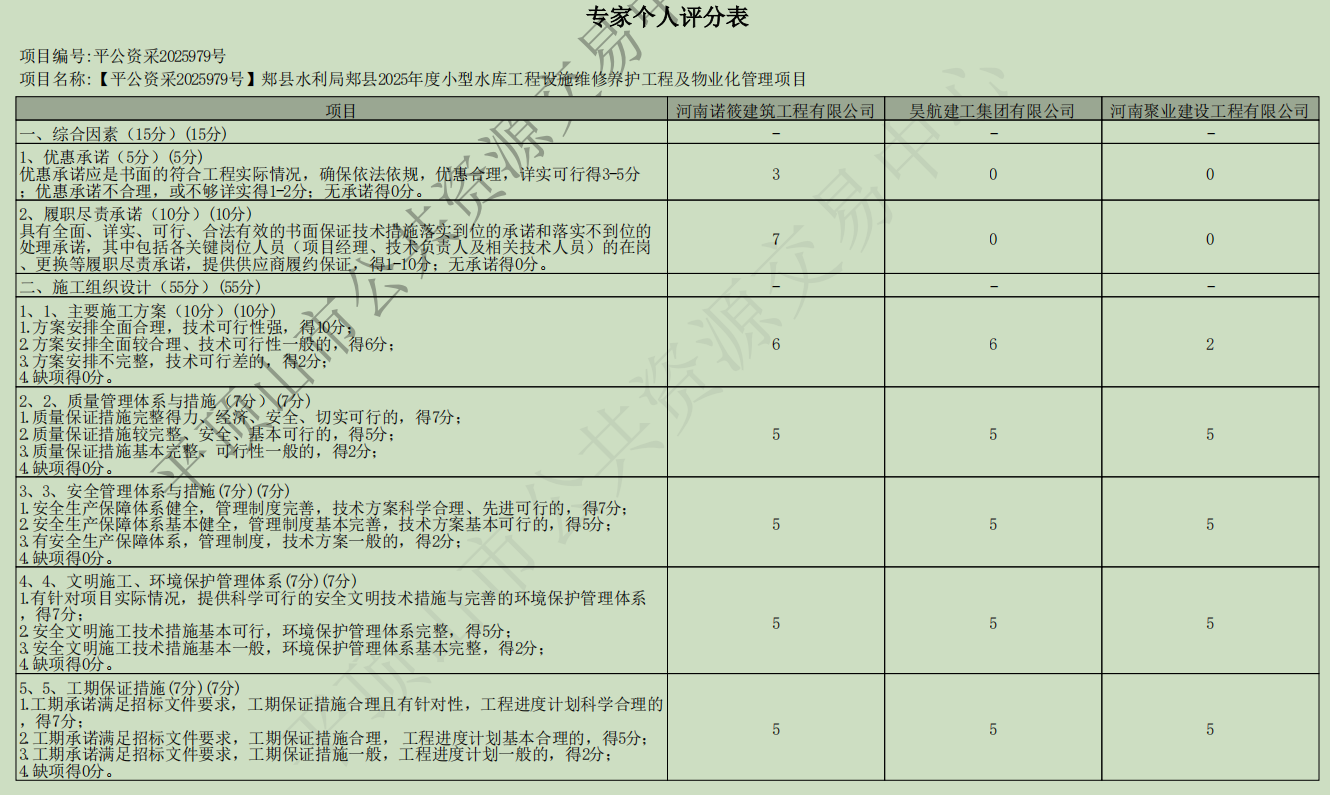 专家个人评分表
项目编号:平公资采2025979号
项目名称:【平公资采2025979号】郏县水利局郏县2025年度小型水库工程设施维修养护工程及物业化管理项目
项目 河南诺筱建筑工程有限公司 昊航建工集团有限公司 河南聚业建设工程有限公司
一、综合因素（15分）(15分) - - -
1、优惠承诺（5分）(5分)
优惠承诺应是书面的符合工程实际情况，确保依法依规，优惠合理，详实可行得3-5分
；优惠承诺不合理，或不够详实得1-2分；无承诺得0分。
3 0 0
2、履职尽责承诺（10分）(10分)
具有全面、详实、可行、合法有效的书面保证技术措施落实到位的承诺和落实不到位的
处理承诺，其中包括各关键岗位人员（项目经理、技术负责人及相关技术人员）的在岗
、更换等履职尽责承诺，提供供应商履约保证，得1-10分；无承诺得0分。
7 0 0
二、施工组织设计（55分）(55分) - - -
1、1、主要施工方案（10分）(10分)
1.方案安排全面合理，技术可行性强，得10分；
2.方案安排全面较合理、技术可行性一般的，得6分；
3.方案安排不完整，技术可行差的，得2分；
4.缺项得0分。
6 6 2
2、2、质量管理体系与措施（7分）(7分)
1.质量保证措施完整得力、经济、安全、切实可行的，得7分；
2.质量保证措施较完整、安全、基本可行的，得5分；
3.质量保证措施基本完整、可行性一般的，得2分；
4.缺项得0分。
5 5 5
3、3、安全管理体系与措施(7分)(7分)
1.安全生产保障体系健全，管理制度完善，技术方案科学合理、先进可行的，得7分；
2.安全生产保障体系基本健全，管理制度基本完善，技术方案基本可行的，得5分；
3.有安全生产保障体系，管理制度，技术方案一般的，得2分；
4.缺项得0分。
5 5 5
4、4、文明施工、环境保护管理体系(7分)(7分)
1.有针对项目实际情况，提供科学可行的安全文明技术措施与完善的环境保护管理体系
，得7分；
2.安全文明施工技术措施基本可行，环境保护管理体系完整，得5分；
3.安全文明施工技术措施基本一般，环境保护管理体系基本完整，得2分；
4.缺项得0分。
5 5 5
5、5、工期保证措施(7分)(7分)
1.工期承诺满足招标文件要求，工期保证措施合理且有针对性，工程进度计划科学合理的
，得7分；
2.工期承诺满足招标文件要求，工期保证措施合理， 工程进度计划基本合理的，得5分；
3.工期承诺满足招标文件要求，工期保证措施一般，工程进度计划一般的，得2分；
4.缺项得0分。
5 5 5
平顶山市公共资源交易中
平顶山市公共资源交易中心